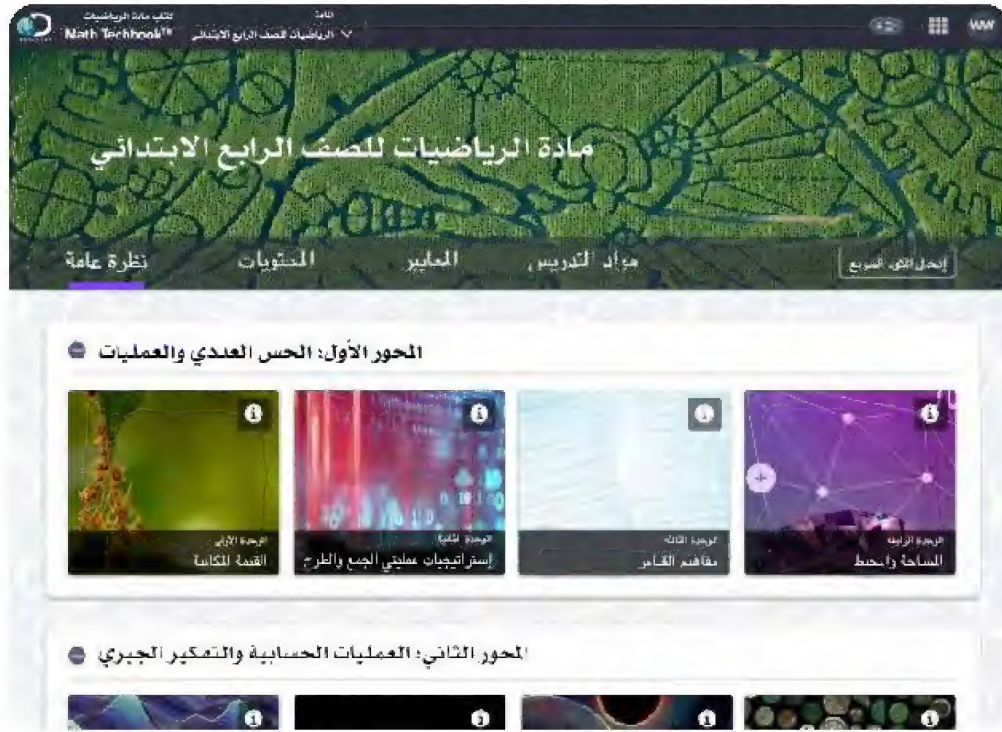 كتاب مادة الرياضيات
Math Techbook™
المادة
الرياضيات للصف الرابع الابتدائي
مادة الرياضيات للصف الرابع الابتدائي
نظرة عامة
المحتويات
المعايير
مواد التدريس
المحور الأول: الحس العددي والعمليات
الوحدة الأولى
القيمة المكانية
الوحدة الثانية
إستراتيجيات عمليتي الجمع والطرح
الوحدة الثالثة
مفاهيم القياس
الوحدة الرابعة
المساحة والمحيط
المحور الثاني: العمليات الحسابية والتفكير الجبري